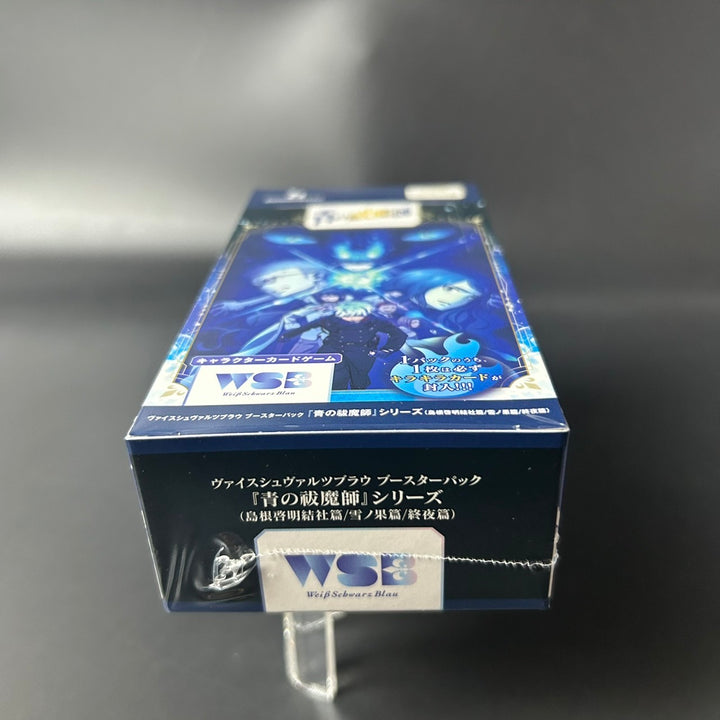 青の祓魔師
キャラクターカードゲーム
WSB
Weiß Schwarz Blau
1パックのうち、
1枚は必ず
キラキラカードが
封入!!!
ヴァイスシュヴァルツブラウ ブースターパック 『青の祓魔師』シリーズ(島根啓明結社篇/雪ノ果篇/終夜篇)
ヴァイスシュヴァルツブラウ ブースターパック
『青の祓魔師』シリーズ
(島根啓明結社篇/雪ノ果篇/終夜篇)
WSB
Weiß Schwarz Blau